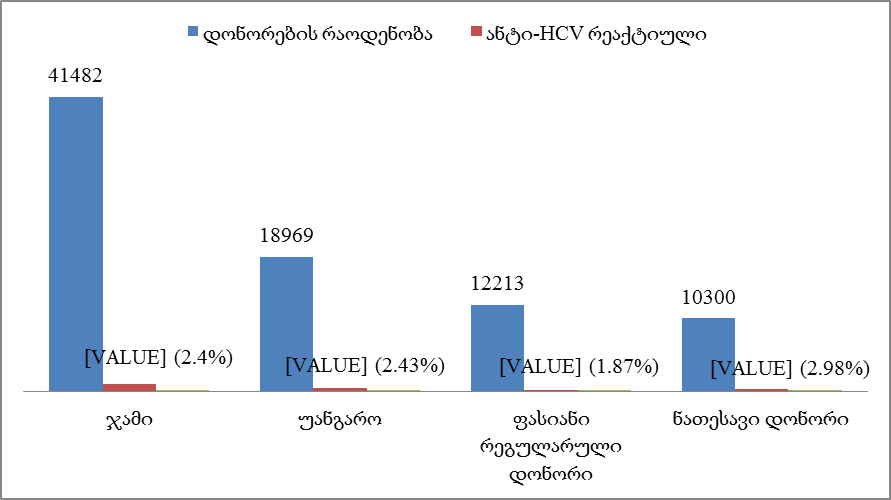 დონორების რაოდენობა
ანტი-HCV რეაქტიული
41482
18969
12213
10300
[VALUE] (2.4%)
[VALUE] (2.43%)
[VALUE] (1.87%)
[VALUE] (2.98%)
ჯამი
უანგარო
ფასიანი
რეგულარული
დონორი
ნათესავი დონორი